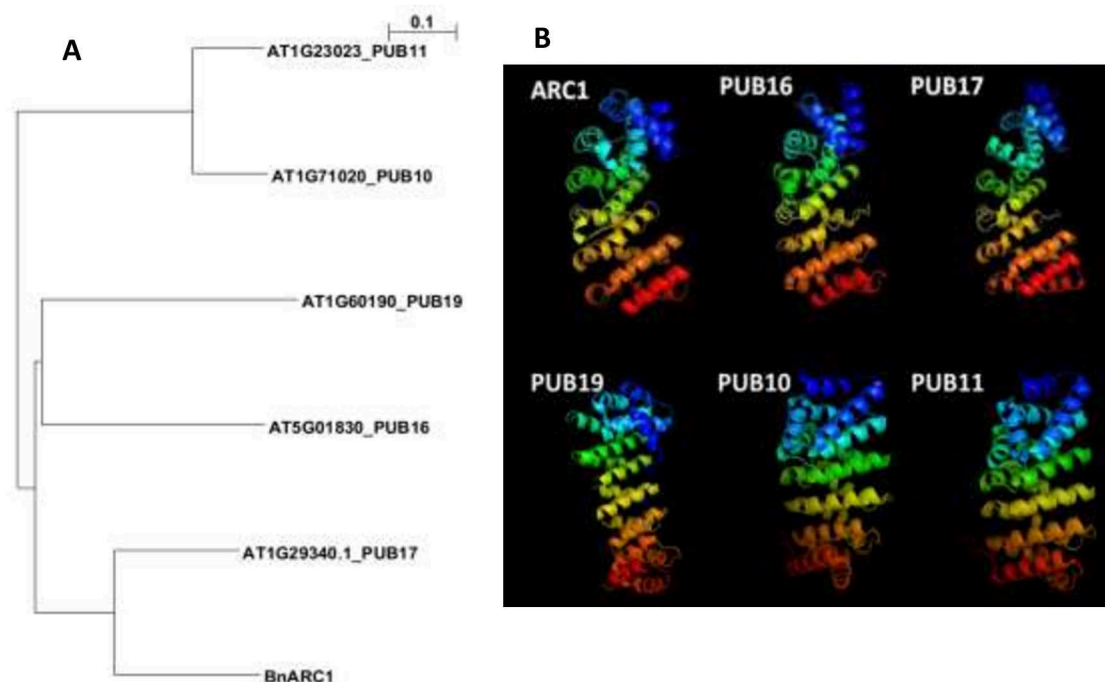 A
0.1
AT1G23023_PUB11
AT1G71020_PUB10
AT1G60190_PUB19
AT5G01830_PUB16
AT1G29340.1_PUB17
BnARC1
B
ARC1 PUB16 PUB17
PUB19 PUB10 PUB11